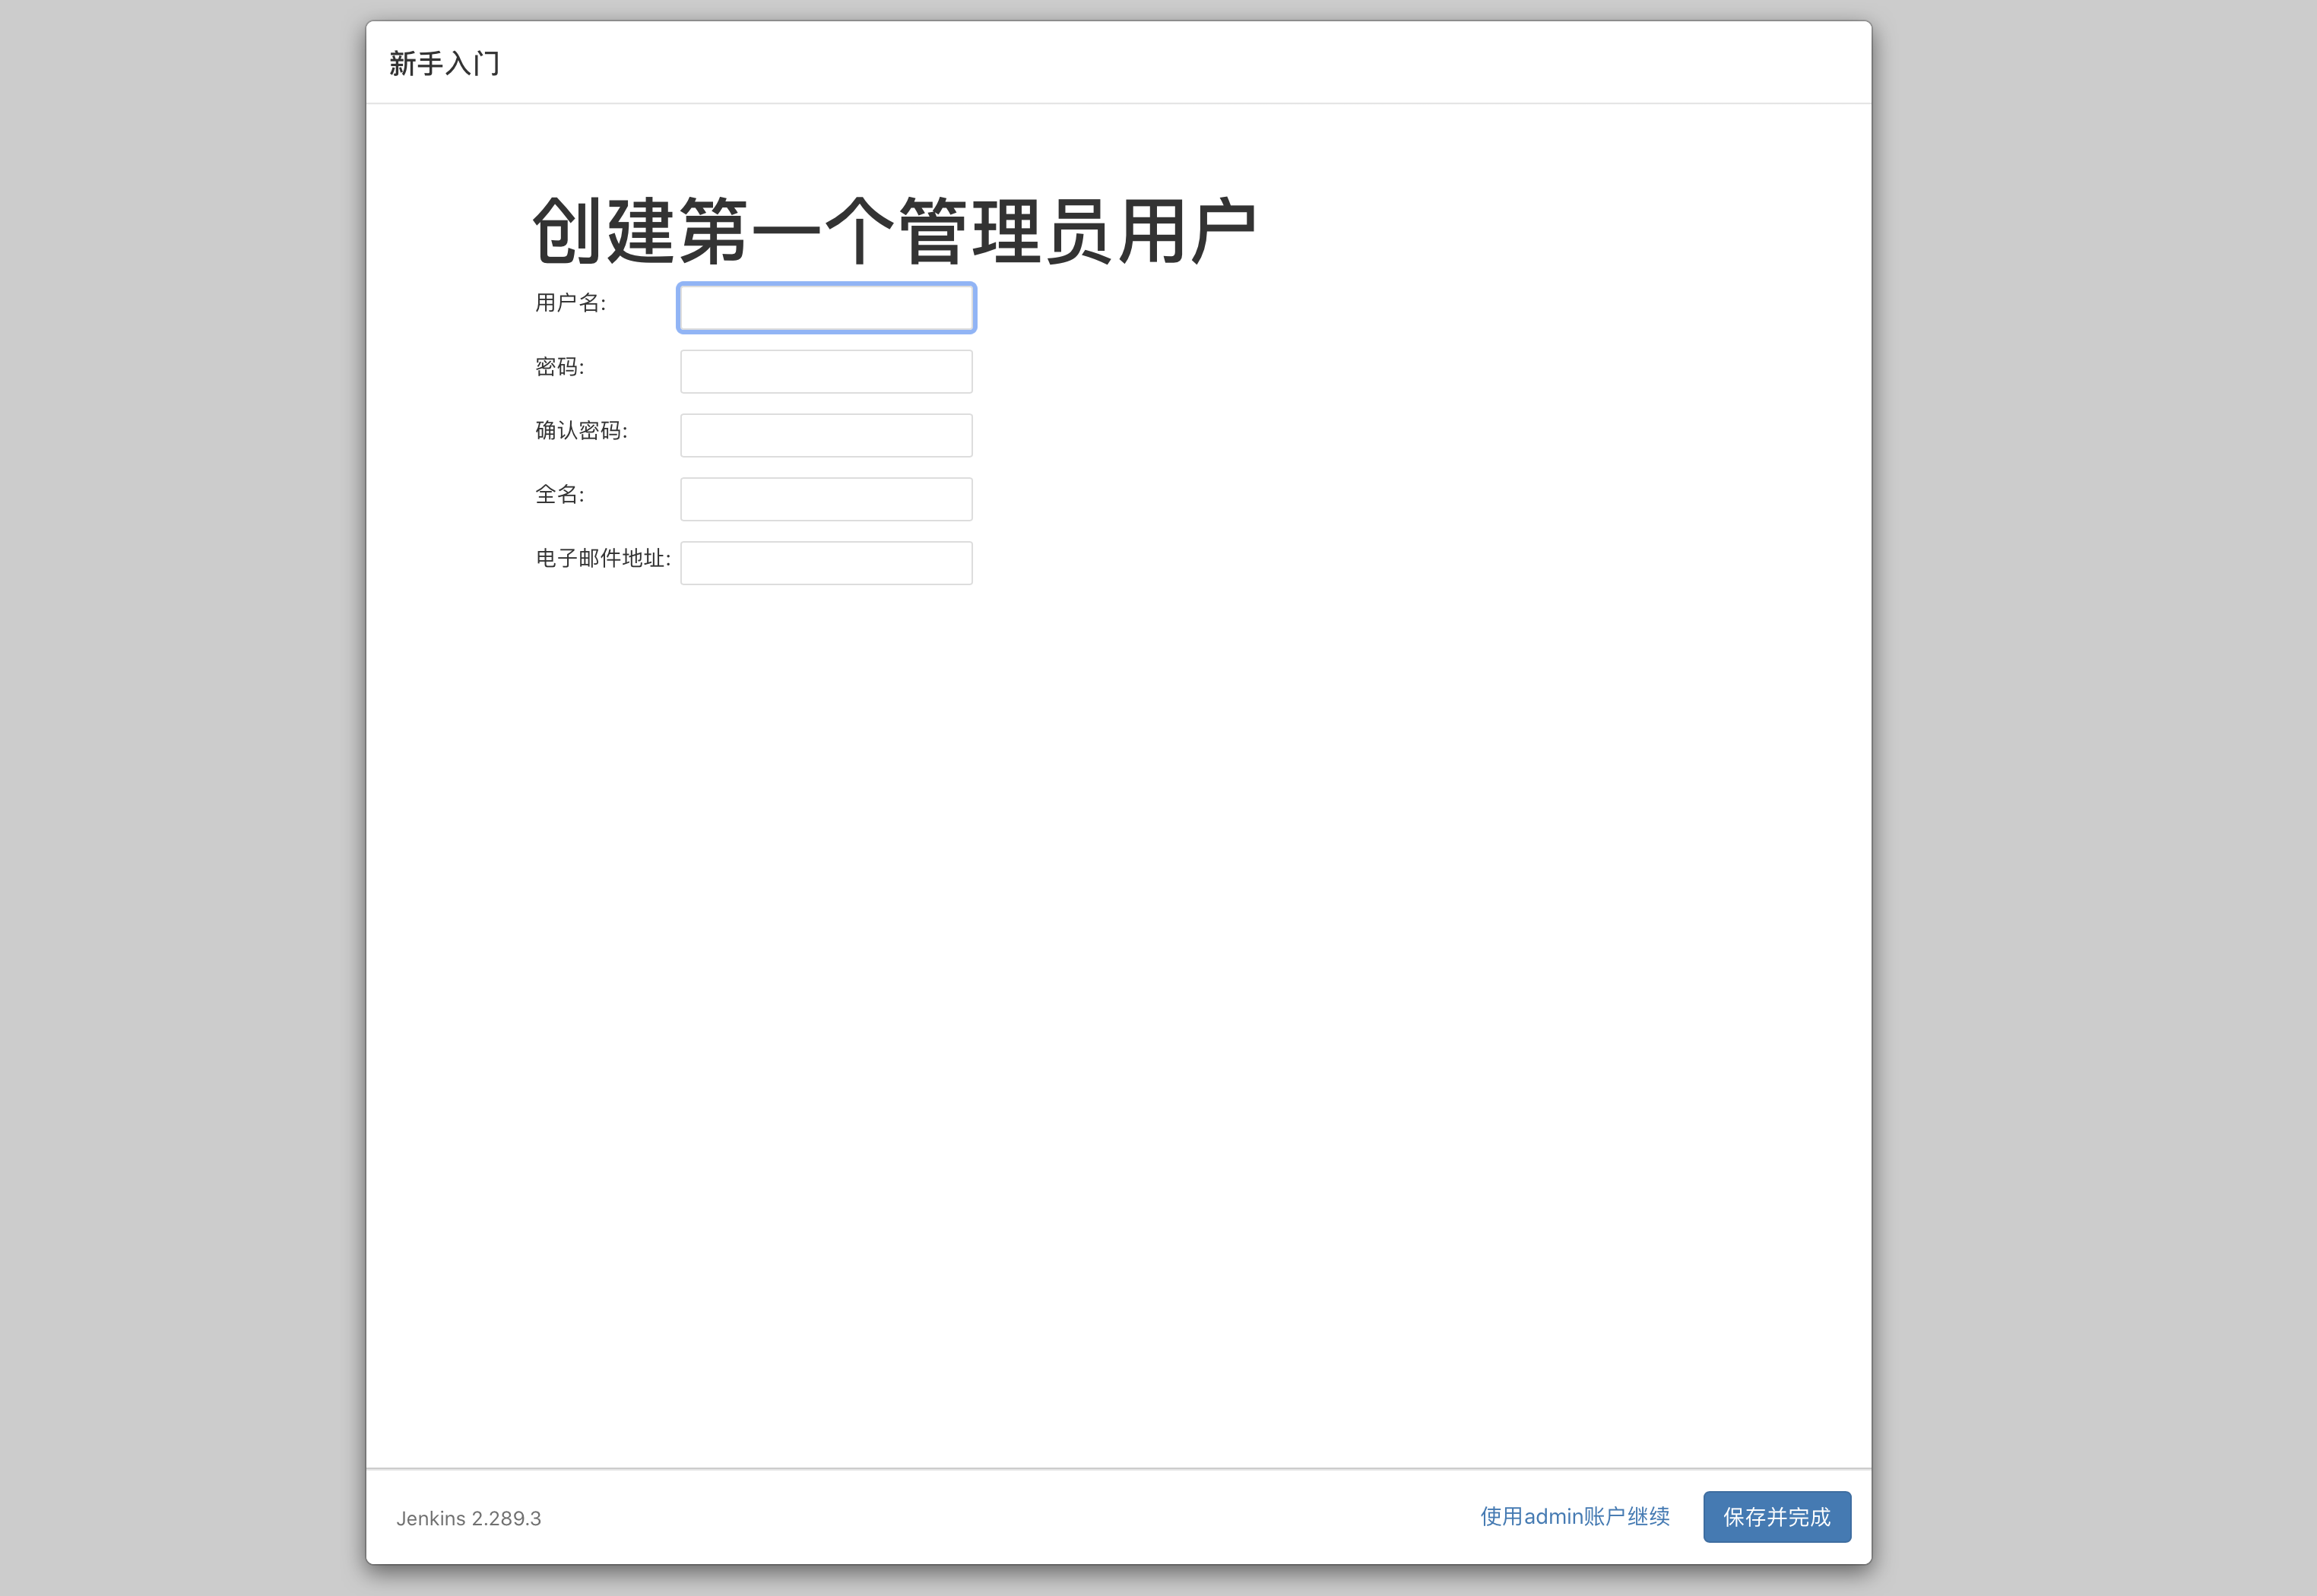 新手入门
创建第一个管理员用户
用户名:
密码:
确认密码:
全名:
电子邮件地址:
Jenkins 2.289.3
使用admin账户继续
保存并完成